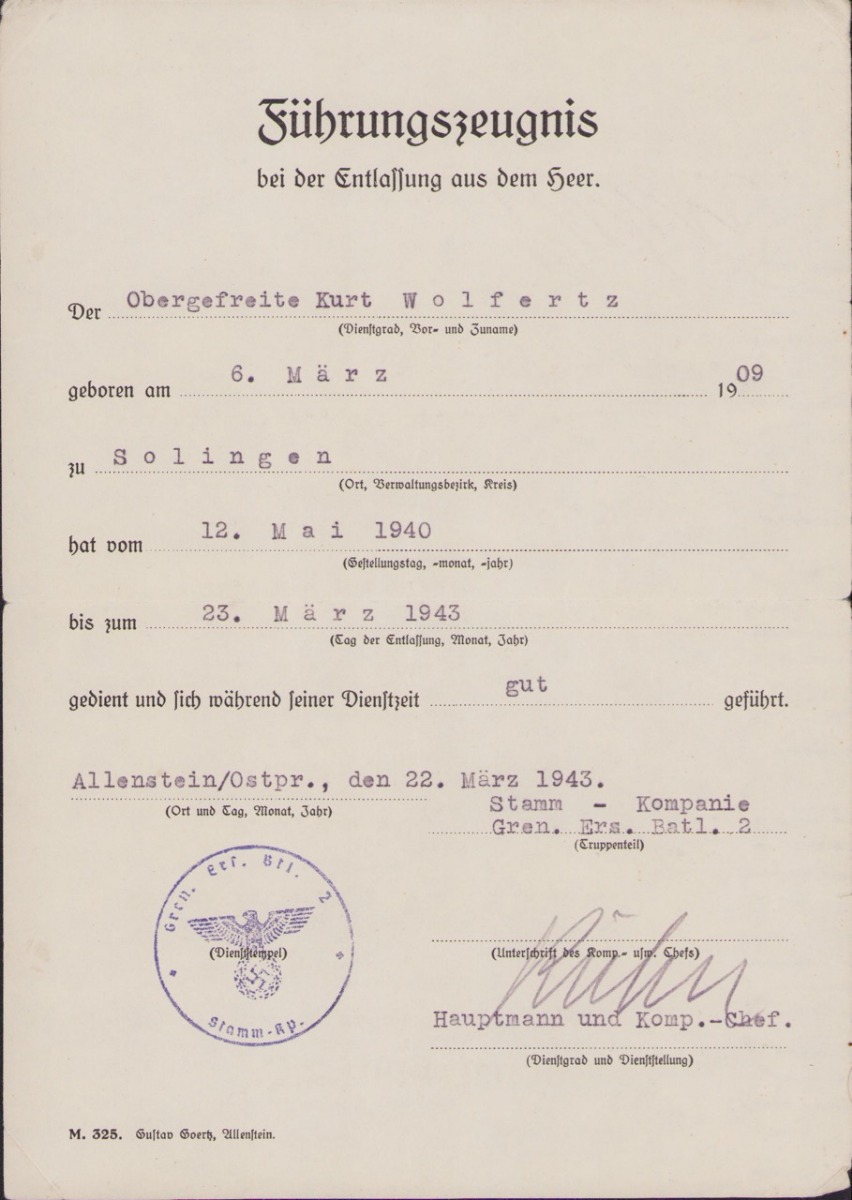 Führungszeugnis
bei der Entlassung aus dem Heer.
Der Obergefreite Kurt Wolfertz
(Dienstgrad, Vor- und Zuname)
geboren am 6. März 1909
zu Solingen
(Ort, Verwaltungsbezirk, Kreis)
hat vom 12. Mai 1940
(Gestellungstag, -monat, -jahr)
bis zum 23. März 1943
(Tag der Entlassung, Monat, Jahr)
gedient und sich während seiner Dienstzeit gut geführt.
Allenstein/Ostpr., den 22. März 1943.
(Ort und Tag, Monat, Jahr)
Stamm - Kompanie
Gren. Ers. Batl. 2
(Truppenteil)
Gren. Ers. Btl. 2
(Dienststempel)
Stamm-Kp.
(Unterschrift des Komp.- usw. Chefs)
Kühn
Hauptmann und Komp.-Chef.
(Dienstgrad und Dienststellung)
M. 325. Gustav Goertz, Allenstein.